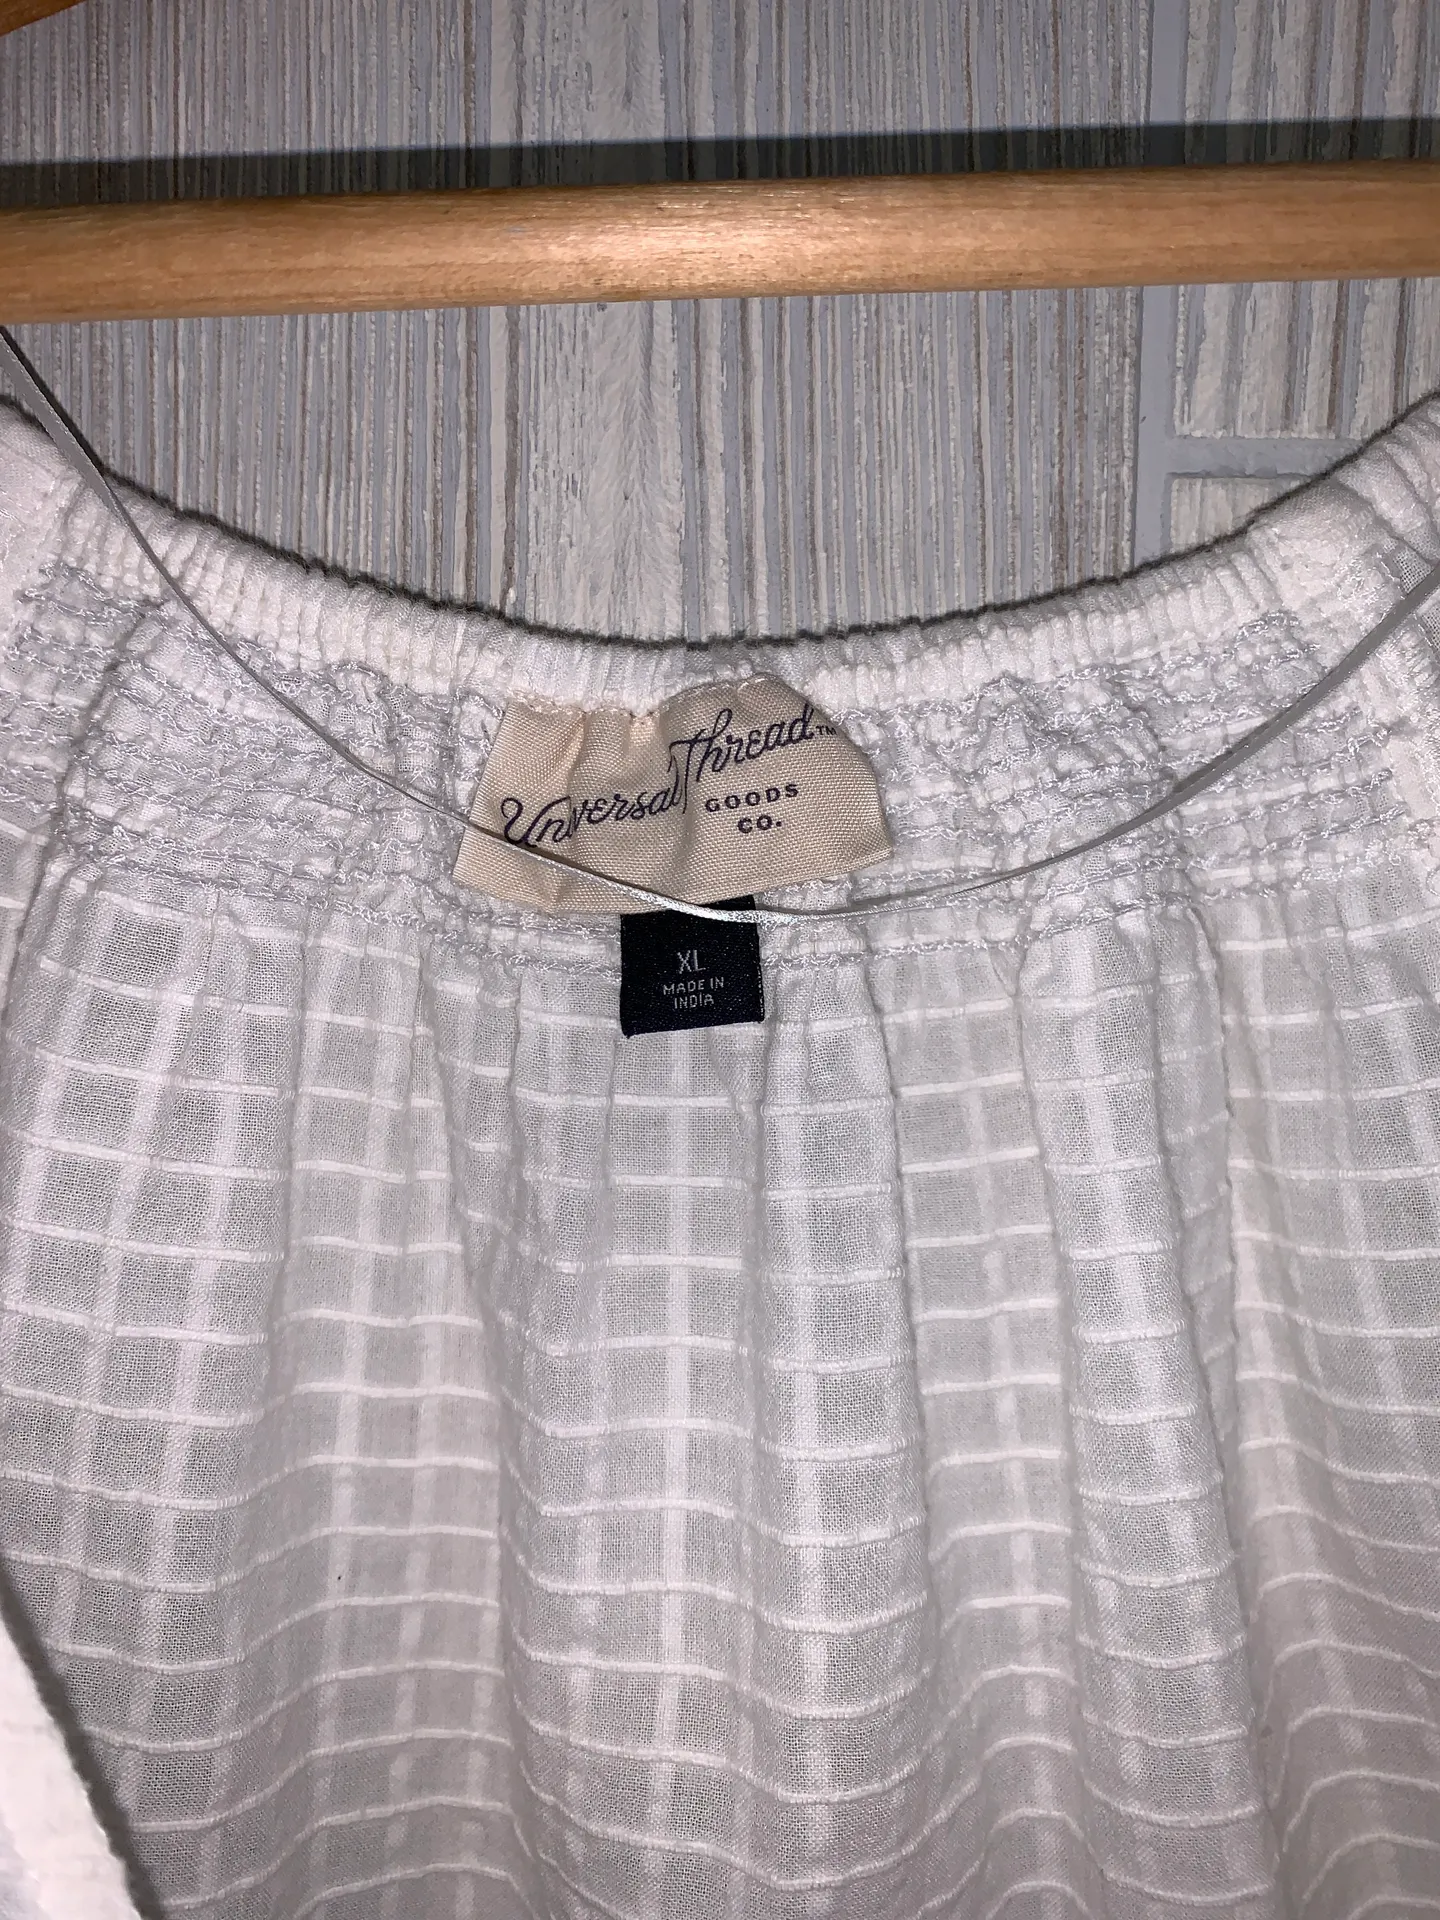 Universal Thread™
GOODS
CO.
XL
MADE IN
INDIA